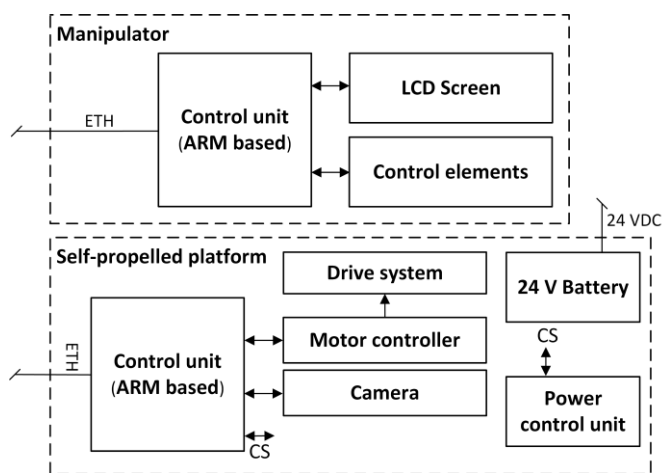 Manipulator
ETH
Control unit
(ARM based)
LCD Screen
Control elements
24 VDC
Self-propelled platform
ETH
Control unit
(ARM based)
Drive system
Motor controller
Camera
CS
24 V Battery
CS
Power
control unit